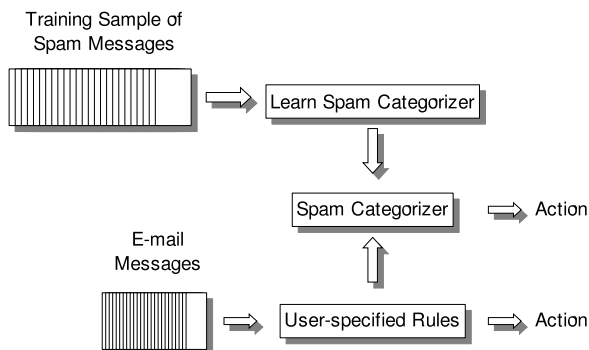 Training Sample of
Spam Messages
Learn Spam Categorizer
Spam Categorizer
Action
E-mail
Messages
User-specified Rules
Action